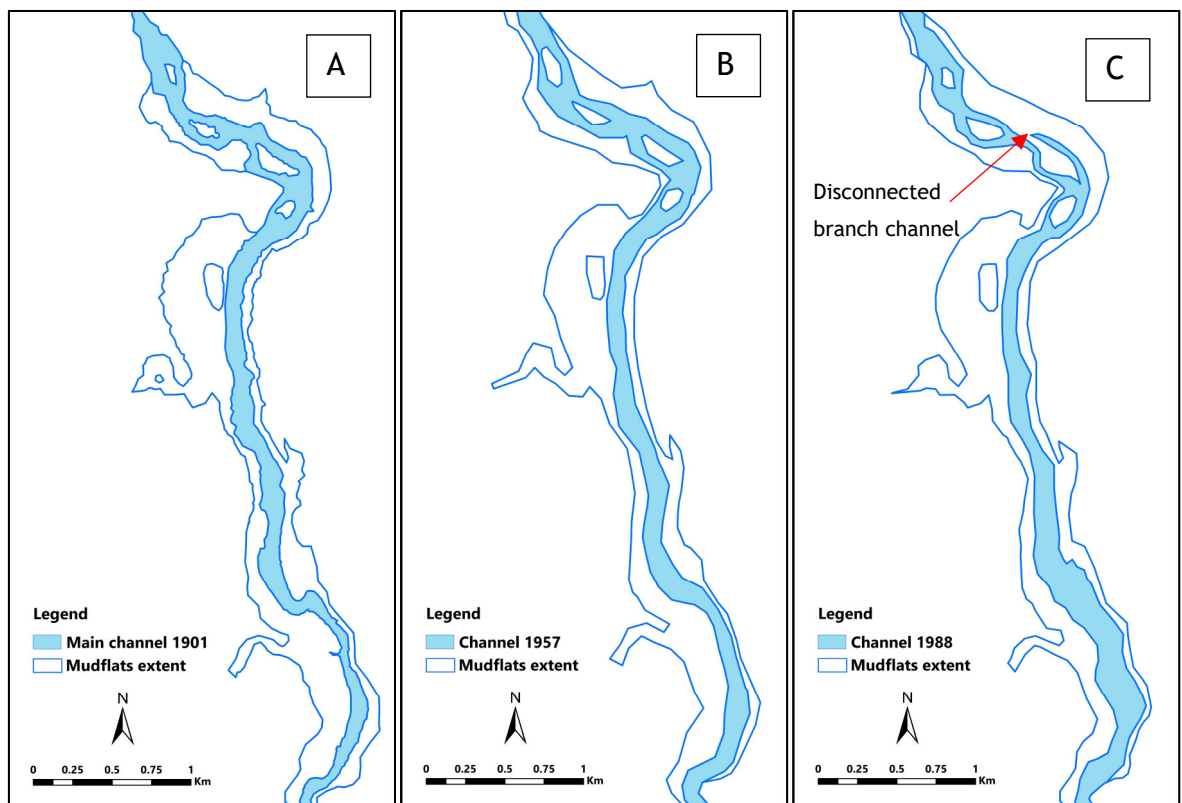 A
Legend
Main channel 1901
Mudflats extent
N
0 0.25 0.5 0.75 1
Km
B
Legend
Channel 1957
Mudflats extent
N
0 0.25 0.5 0.75 1
Km
C
Disconnected
branch channel
Legend
Channel 1988
Mudflats extent
N
0 0.25 0.5 0.75 1
Km